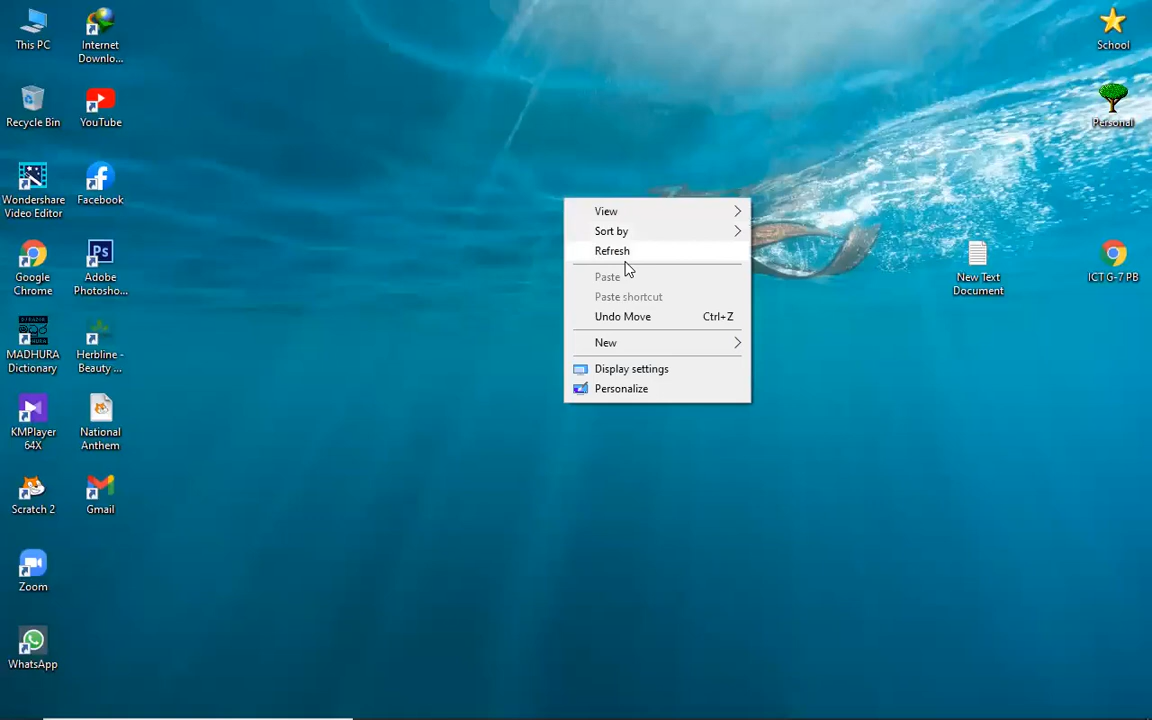 This PC
Internet
Downlo...
Recycle Bin
YouTube
Wondershare
Video Editor
Facebook
Google
Chrome
Ps
Adobe
Photosho...
MADHURA
Dictionary
Herbline -
Beauty ...
KMPlayer
64X
National
Anthem
Scratch 2
Gmail
Zoom
WhatsApp
View
Sort by
Refresh
Paste
Paste shortcut
Undo Move Ctrl+Z
New
Display settings
Personalize
School
Personal
New Text
Document
ICT G-7 PB